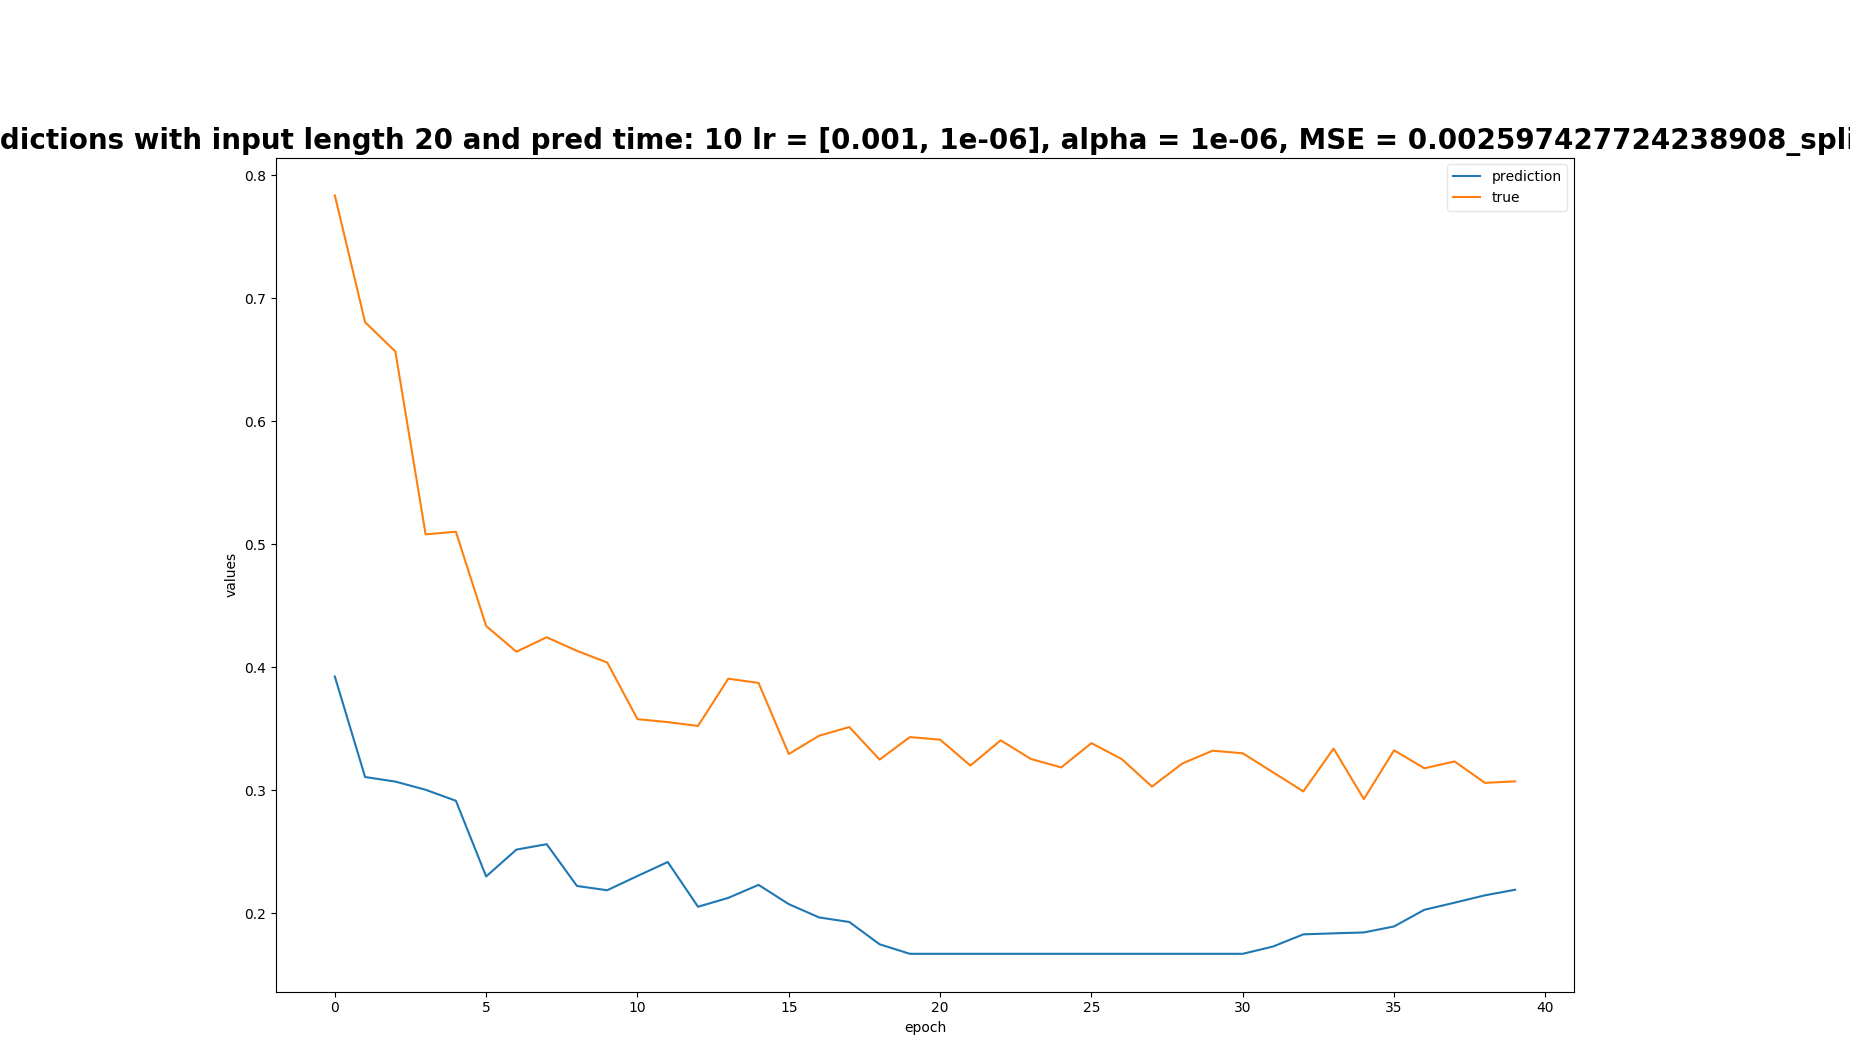 dictions with input length 20 and pred time: 10 lr = [0.001, 1e-06], alpha = 1e-06, MSE = 0.002597427724238908_spli
prediction
true
0.8
0.7
0.6
0.5
0.4
0.3
0.2
values
0 5 10 15 20 25 30 35 40
epoch